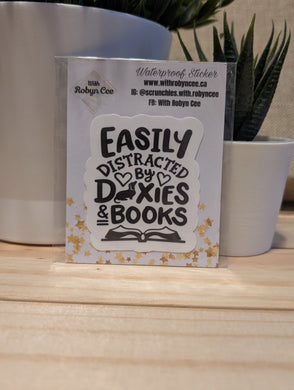 With
Robyn Cee
Waterproof Sticker
www.withrobyncee.ca
IG: @scrunchies.with.robyncee
FB: With Robyn Cee
EASILY
DISTRACTED
BY
DOXIES
& BOOKS